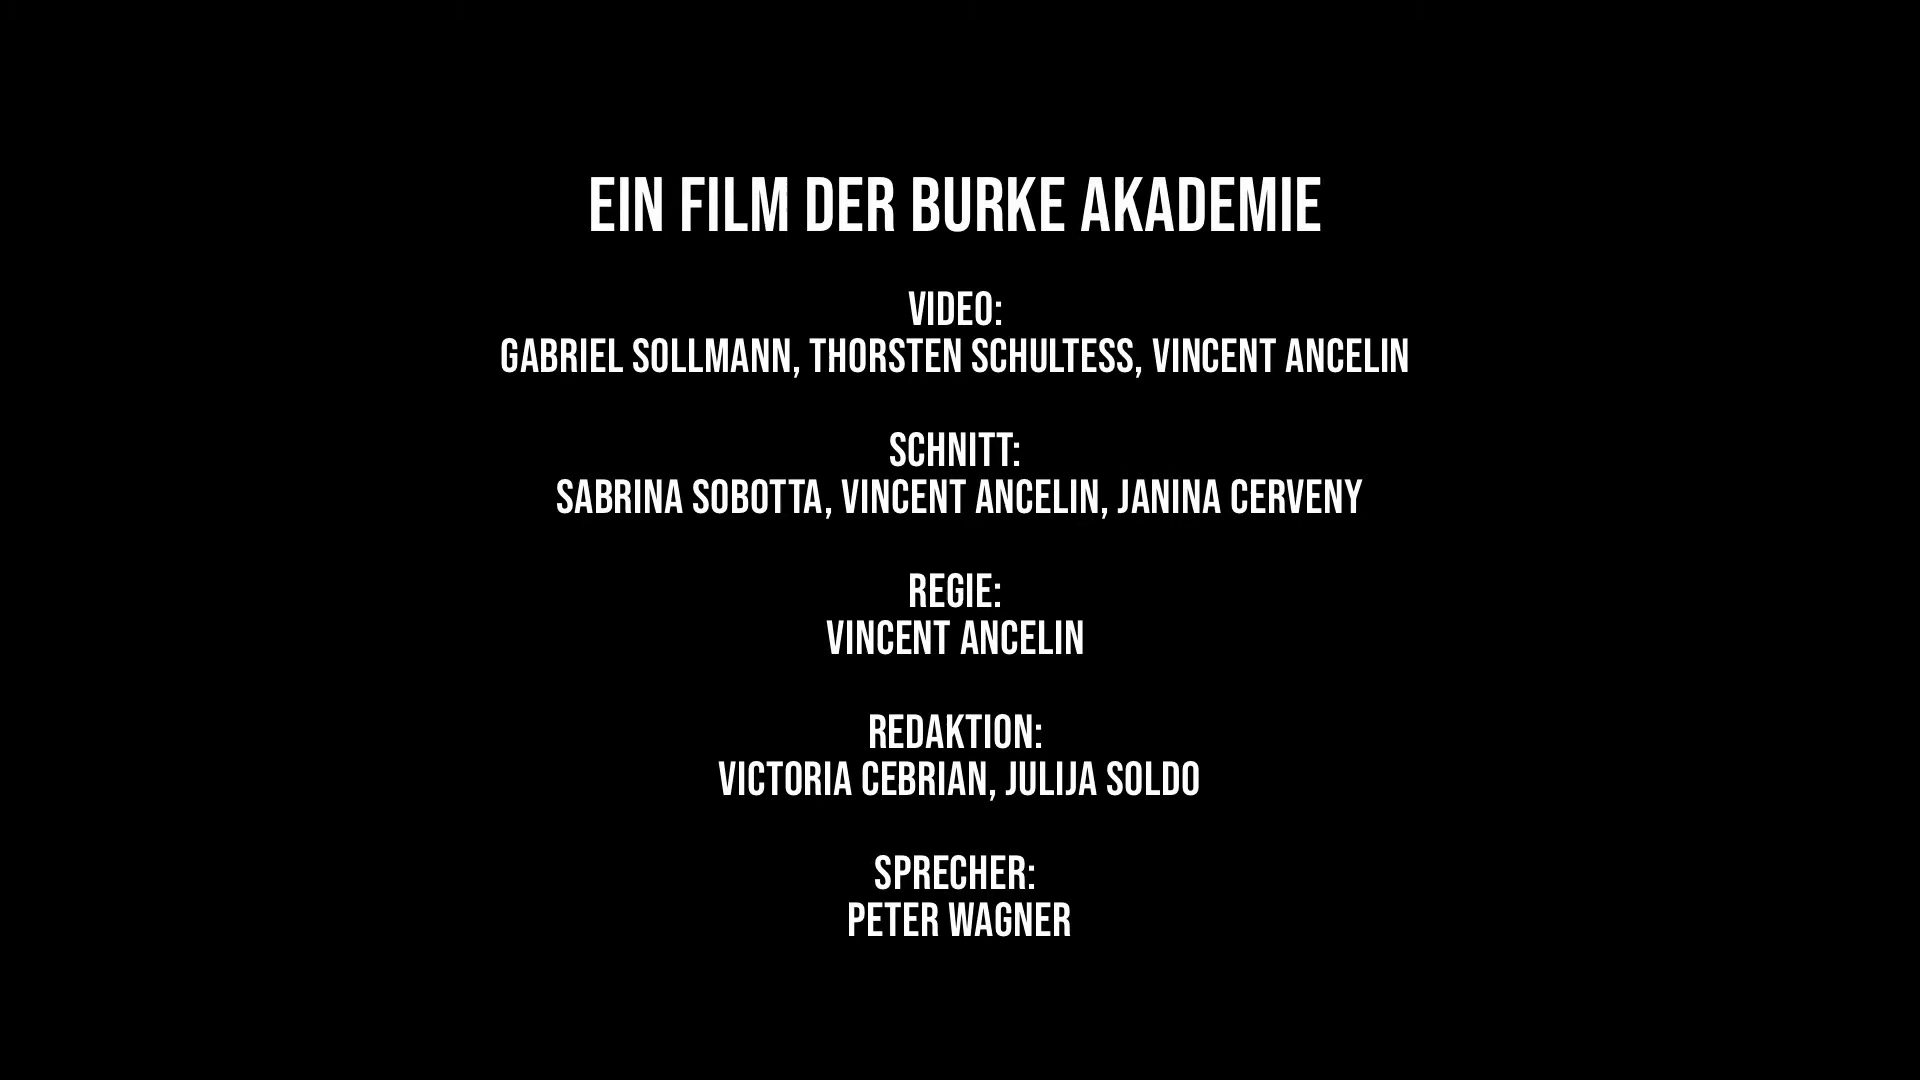 EIN FILM DER BURKE AKADEMIE
VIDEO:
GABRIEL SOLLMANN, THORSTEN SCHULTESS, VINCENT ANCELIN
SCHNITT:
SABRINA SOBOTTA, VINCENT ANCELIN, JANINA CERVENY
REGIE:
VINCENT ANCELIN
REDAKTION:
VICTORIA CEBRIAN, JULIJA SOLDO
SPRECHER:
PETER WAGNER